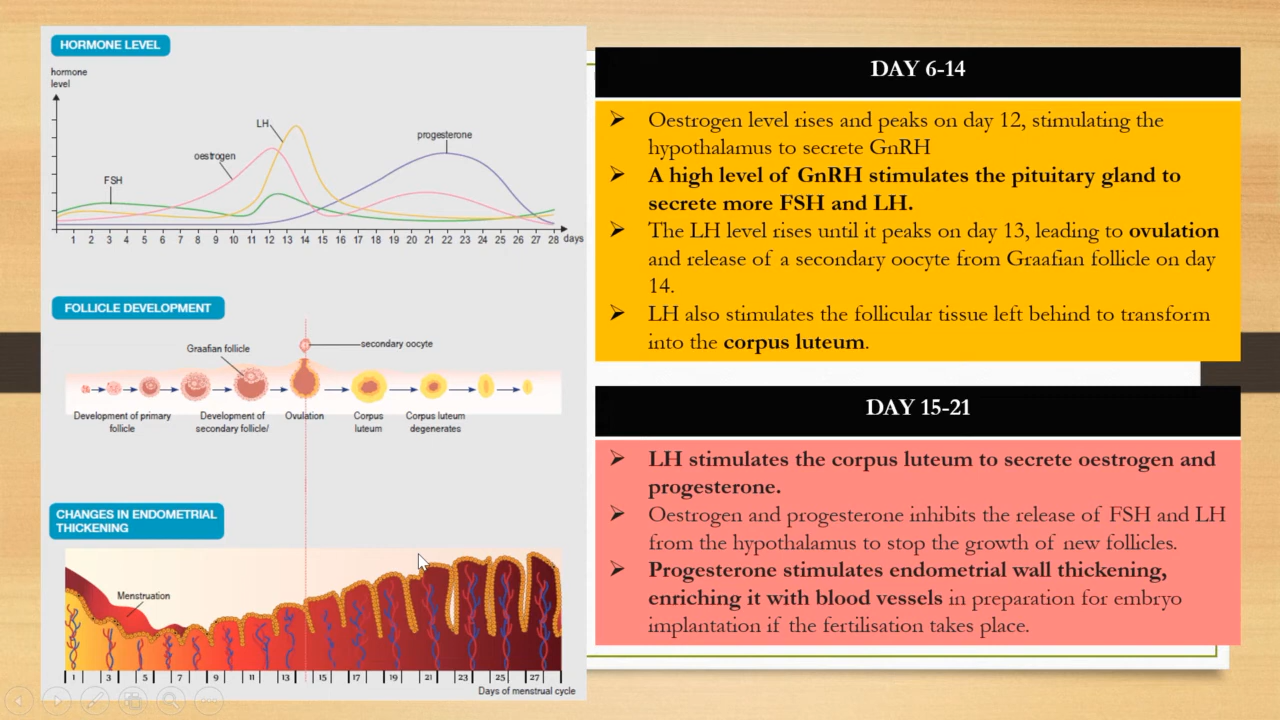 HORMONE LEVEL
hormone
level
LH
progesterone
oestrogen
FSH
1 2 3 4 5 6 7 8 9 10 11 12 13 14 15 16 17 18 19 20 21 22 23 24 25 26 27 28 days
FOLLICLE DEVELOPMENT
Graafian follicle
secondary oocyte
Development of primary
follicle
Development of
secondary follicle/
Ovulation
Corpus
luteum
Corpus luteum
degenerates
CHANGES IN ENDOMETRIAL
THICKENING
Menstruation
1 3 5 7 9 11 13 15 17 19 21 23 25 27
Days of menstrual cycle
DAY 6-14
Oestrogen level rises and peaks on day 12, stimulating the
hypothalamus to secrete GnRH
A high level of GnRH stimulates the pituitary gland to
secrete more FSH and LH.
The LH level rises until it peaks on day 13, leading to ovulation
and release of a secondary oocyte from Graafian follicle on day
14.
LH also stimulates the follicular tissue left behind to transform
into the corpus luteum.
DAY 15-21
LH stimulates the corpus luteum to secrete oestrogen and
progesterone.
Oestrogen and progesterone inhibits the release of FSH and LH
from the hypothalamus to stop the growth of new follicles.
Progesterone stimulates endometrial wall thickening,
enriching it with blood vessels in preparation for embryo
implantation if the fertilisation takes place.